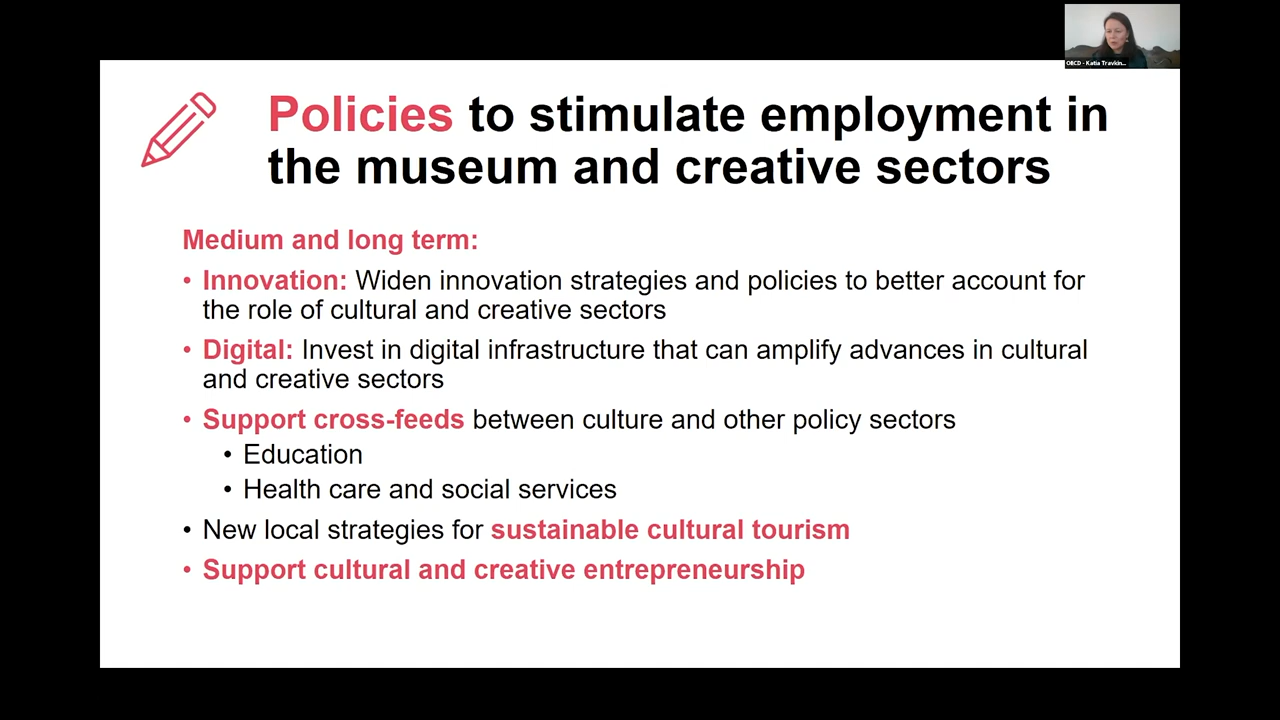 OECD - Katia Travkin...
Policies to stimulate employment in
the museum and creative sectors
Medium and long term:
• Innovation: Widen innovation strategies and policies to better account for
the role of cultural and creative sectors
• Digital: Invest in digital infrastructure that can amplify advances in cultural
and creative sectors
• Support cross-feeds between culture and other policy sectors
• Education
• Health care and social services
• New local strategies for sustainable cultural tourism
• Support cultural and creative entrepreneurship